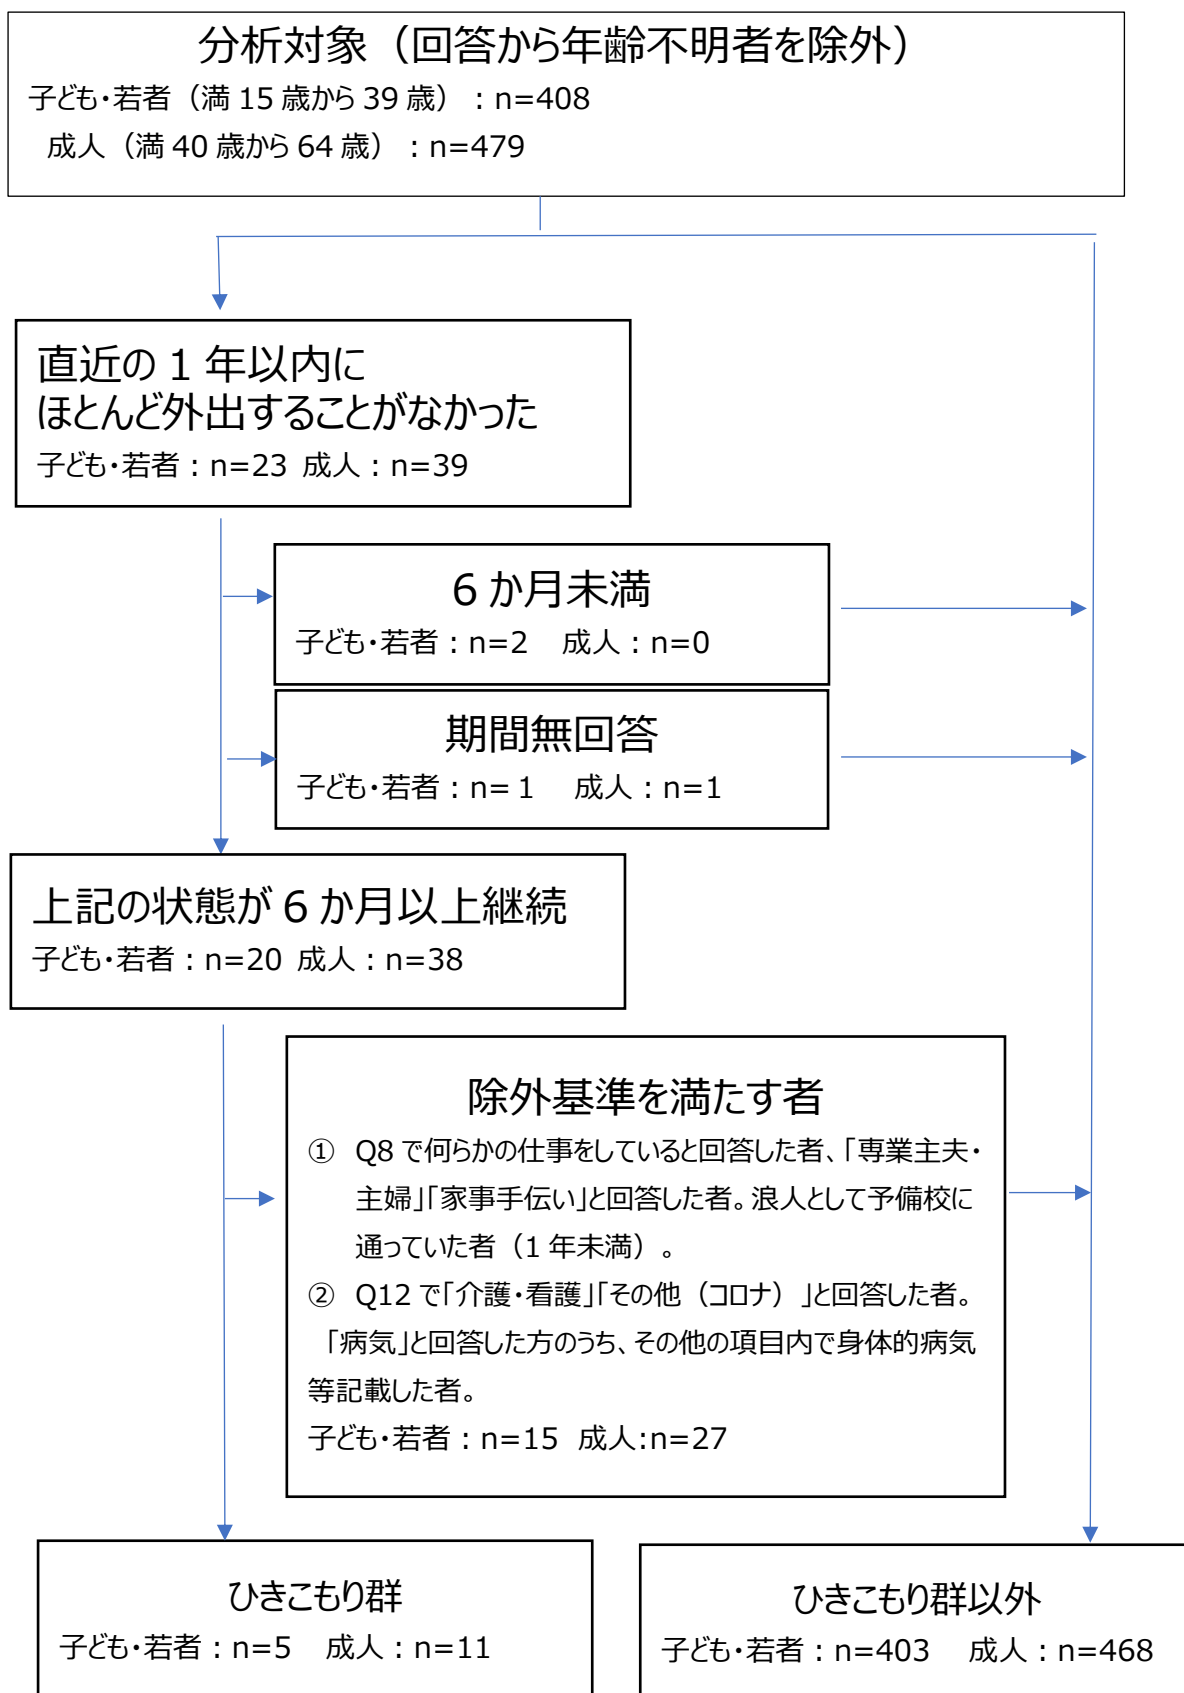 分析対象（回答から年齢不明者を除外）
子ども・若者（満 15 歳から 39 歳）：n=408
成人（満 40 歳から 64 歳）：n=479
直近の 1 年以内に
ほとんど外出することがなかった
子ども・若者：n=23 成人：n=39
6 か月未満
子ども・若者：n=2 成人：n=0
期間無回答
子ども・若者：n=１ 成人：n=1
上記の状態が 6 か月以上継続
子ども・若者：n=20 成人：n=38
除外基準を満たす者
① Q8 で何らかの仕事をしていると回答した者、「専業主夫・
主婦」「家事手伝い」と回答した者。浪人として予備校に
通っていた者（1 年未満）。
② Q12 で「介護・看護」「その他（コロナ）」と回答した者。
「病気」と回答した方のうち、その他の項目内で身体的病気
等記載した者。
子ども・若者：n=15 成人:n=27
ひきこもり群
子ども・若者：n=5 成人：n=11
ひきこもり群以外
子ども・若者：n=403 成人：n=468